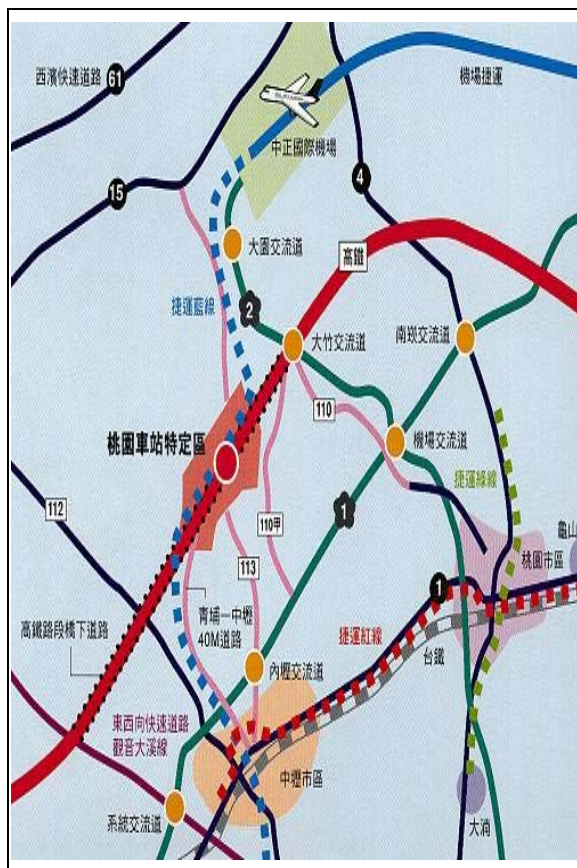 西濱快速道路
61
機場捷運
中正國際機場
4
15
大園交流道
高鐵
捷運藍線
2
大竹交流道
南崁交流道
110
桃園車站特定區
機場交流道
捷運綠線
112
1
110甲
龜山
桃園市區
113
1
青埔一中壢
40M道路
捷運紅線
台鐵
高鐵路段橋下道路
內壢交流道
東西向快速道路
觀音大溪線
中壢市區
系統交流道
大湳